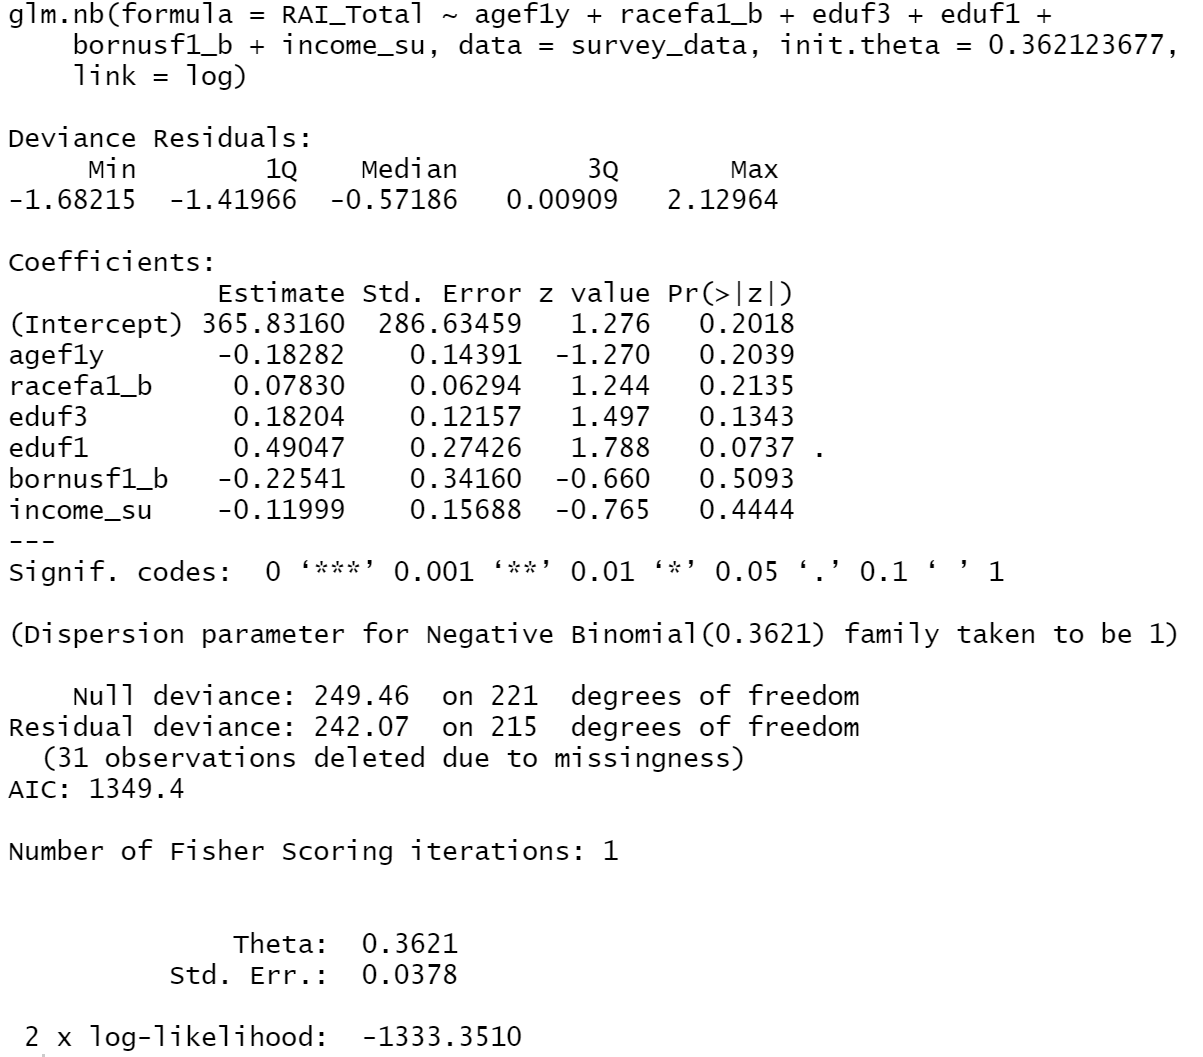 glm.nb(formula = RAI_Total ~ agef1y + racefa1_b + eduf3 + eduf1 +
    bornusf1_b + income_su, data = survey_data, init.theta = 0.362123677,
    link = log)

Deviance Residuals:
     Min        1Q    Median        3Q       Max
-1.68215  -1.41966  -0.57186   0.00909   2.12964

Coefficients:
             Estimate Std. Error z value Pr(>|z|)
(Intercept) 365.83160  286.63459   1.276   0.2018
agef1y       -0.18282    0.14391  -1.270   0.2039
racefa1_b     0.07830    0.06294   1.244   0.2135
eduf3         0.18204    0.12157   1.497   0.1343
eduf1         0.49047    0.27426   1.788   0.0737 .
bornusf1_b   -0.22541    0.34160  -0.660   0.5093
income_su    -0.11999    0.15688  -0.765   0.4444
---
Signif. codes:  0 ‘***’ 0.001 ‘**’ 0.01 ‘*’ 0.05 ‘.’ 0.1 ‘ ’ 1

(Dispersion parameter for Negative Binomial(0.3621) family taken to be 1)

    Null deviance: 249.46  on 221  degrees of freedom
Residual deviance: 242.07  on 215  degrees of freedom
  (31 observations deleted due to missingness)
AIC: 1349.4

Number of Fisher Scoring iterations: 1


              Theta:  0.3621
          Std. Err.:  0.0378

 2 x log-likelihood:  -1333.3510